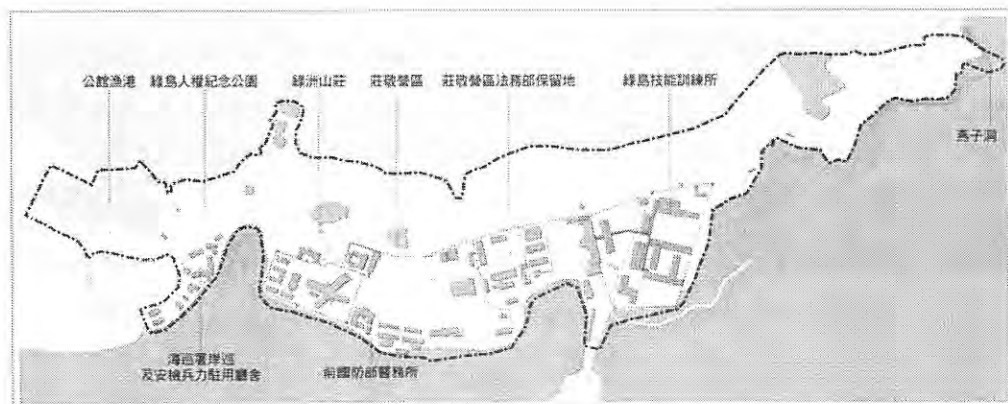 公館漁港
綠島人權紀念公園
綠洲山莊
莊敬營區
莊敬營區法務部保留地
綠島技能訓練所
燕子洞
海巡署岸巡
及安檢兵力駐用廳舍
前國防部醫務所